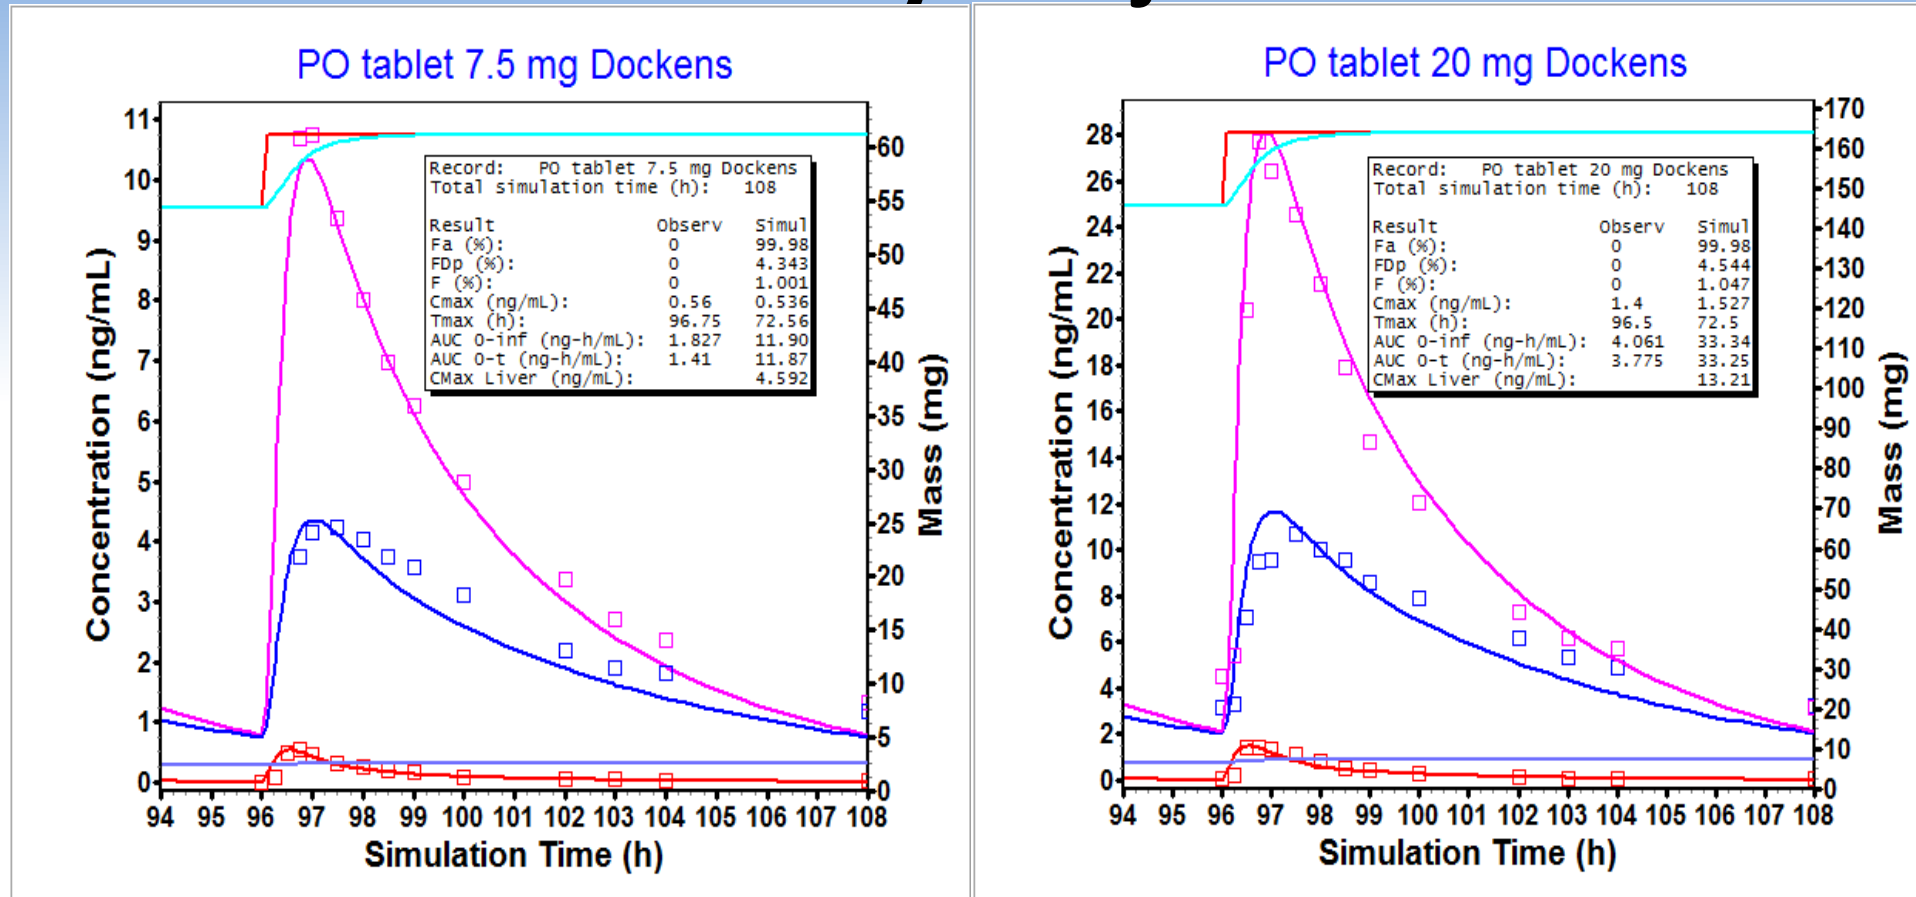 PO tablet 7.5 mg Dockens
11
10
9
8
7
6
5
4
3
2
1
0
Concentration (ng/mL)
Record: PO tablet 7.5 mg Dockens
Total simulation time (h): 108
Result Observ Simul
Fa (%): 0 99.98
FDp (%): 0 4.343
F (%): 0 1.001
Cmax (ng/mL): 0.56 0.536
Tmax (h): 96.75 72.56
AUC 0-inf (ng-h/mL): 1.827 11.90
AUC 0-t (ng-h/mL): 1.41 11.87
CMax Liver (ng/mL): 4.592
60
55
50
45
40
35
30
25
20
15
10
5
0
Mass (mg)
94 95 96 97 98 99 100 101 102 103 104 105 106 107 108
Simulation Time (h)
PO tablet 20 mg Dockens
28
26
24
22
20
18
16
14
12
10
8
6
4
2
0
Concentration (ng/mL)
Record: PO tablet 20 mg Dockens
Total simulation time (h): 108
Result Observ Simul
Fa (%): 0 99.98
FDp (%): 0 4.544
F (%): 0 1.047
Cmax (ng/mL): 1.4 1.527
Tmax (h): 96.5 72.5
AUC 0-inf (ng-h/mL): 4.061 33.34
AUC 0-t (ng-h/mL): 3.775 33.25
CMax Liver (ng/mL): 13.21
170
160
150
140
130
120
110
100
90
80
70
60
50
40
30
20
10
0
Mass (mg)
94 95 96 97 98 99 100 101 102 103 104 105 106 107 108
Simulation Time (h)